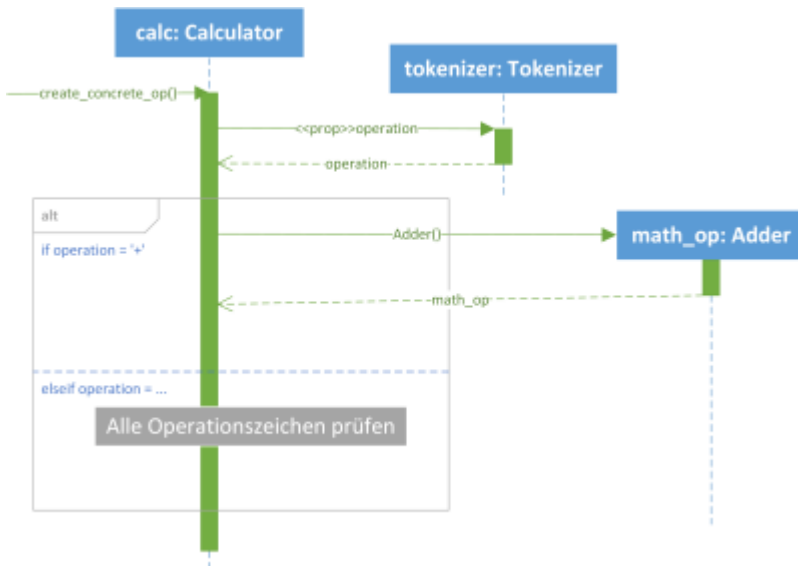 calc: Calculator
tokenizer: Tokenizer
create_concrete_op()
<<prop>>operation
operation
alt
Adder()
math_op: Adder
if operation = '+'
math_op
elseif operation = ...
Alle Operationszeichen prüfen